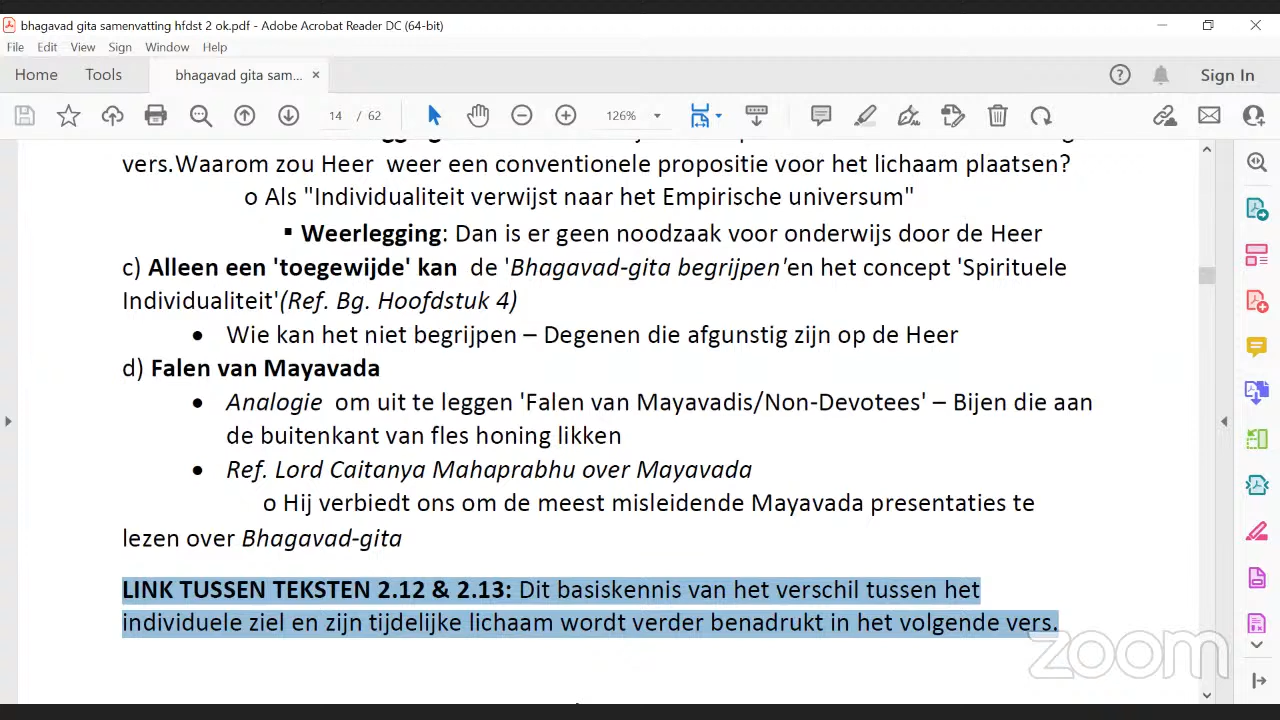 bhagavad gita samenvatting hfdst 2 ok.pdf - Adobe Acrobat Reader DC (64-bit)
File Edit View Sign Window Help
Home Tools bhagavad gita sam... × Sign In
14 / 62 126%
vers.Waarom zou Heer weer een conventionele propositie voor het lichaam plaatsen?
o Als "Individualiteit verwijst naar het Empirische universum"
▪ Weerlegging: Dan is er geen noodzaak voor onderwijs door de Heer
c) Alleen een 'toegewijde' kan de 'Bhagavad-gita begrijpen'en het concept 'Spirituele
Individualiteit'(Ref. Bg. Hoofdstuk 4)
• Wie kan het niet begrijpen – Degenen die afgunstig zijn op de Heer
d) Falen van Mayavada
• Analogie om uit te leggen 'Falen van Mayavadis/Non-Devotees' – Bijen die aan
de buitenkant van fles honing likken
• Ref. Lord Caitanya Mahaprabhu over Mayavada
o Hij verbiedt ons om de meest misleidende Mayavada presentaties te
lezen over Bhagavad-gita
LINK TUSSEN TEKSTEN 2.12 & 2.13: Dit basiskennis van het verschil tussen het
individuele ziel en zijn tijdelijke lichaam wordt verder benadrukt in het volgende vers.
zoom